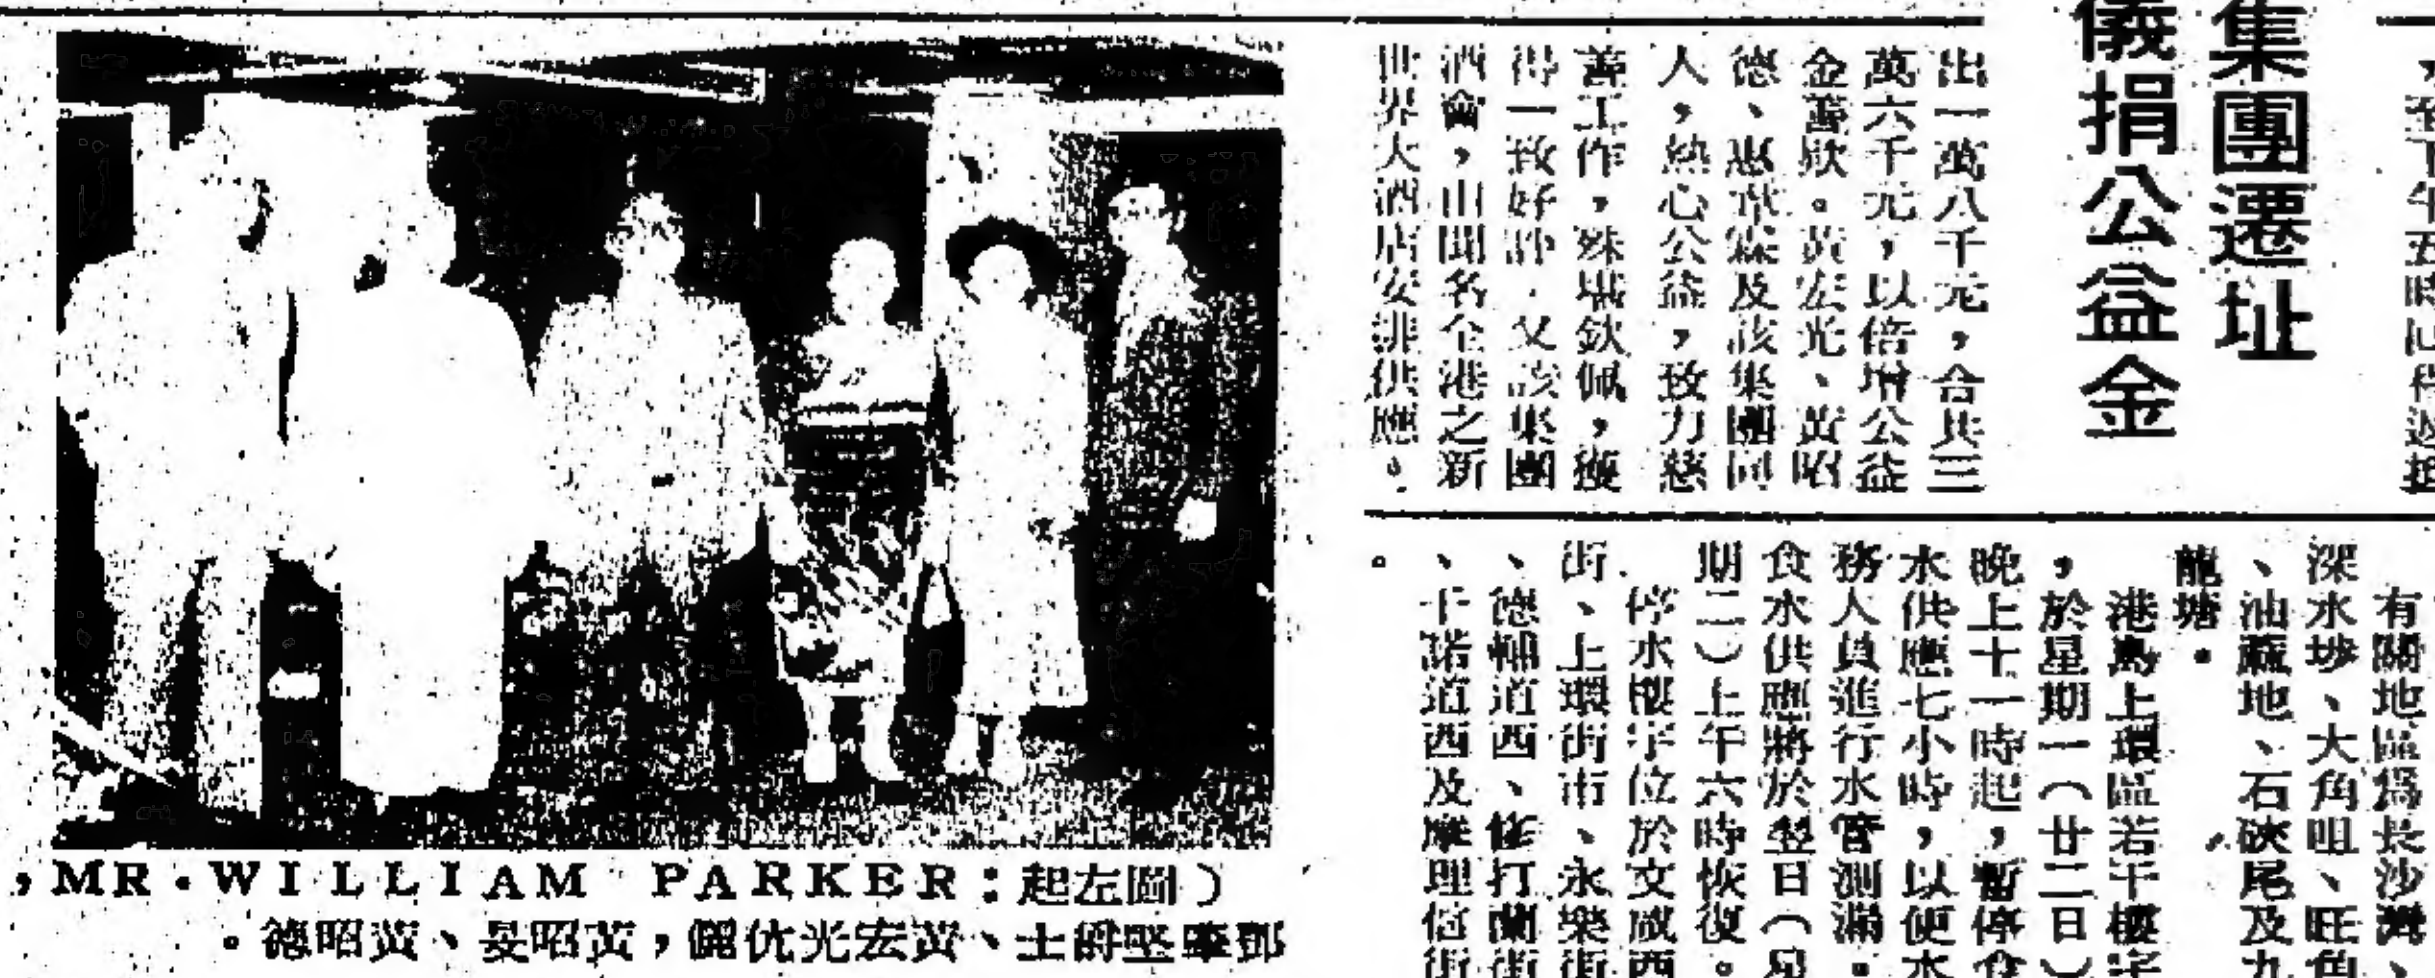 集團遷址
儀捐公益金
出一萬八千元，合共三
萬六千元，以倍增公益
金善欵。黃宏光、黃昭
德、惠霖及該集團同
人，熱心公益，致力慈
善工作，殊堪欽佩，獲
得一致好評．又該集團
酒會，由聞名全港之新
世界大酒店安排供應。
，MR.WILLIAM PARKER：起左圖）
。德昭黃、晏昭黃，儷伉光宏黃、士爵堅肇鄧
有關地區爲長沙灣、
深水埗、大角咀、旺角
、油蔴地、石硤尾及九
龍塘．
港島上環區若干樓宇
，於星期一（廿二日）
晚上十一時起，暫停食
水供應七小時，以便水
務人員進行水管測漏。
食水供應將於翌日（星
期二）上午六時恢復。
停水樓宇位於文咸西
街、上環街市、永樂街
、德輔道西、修打蘭街
、干諾道西及摩理信街
。